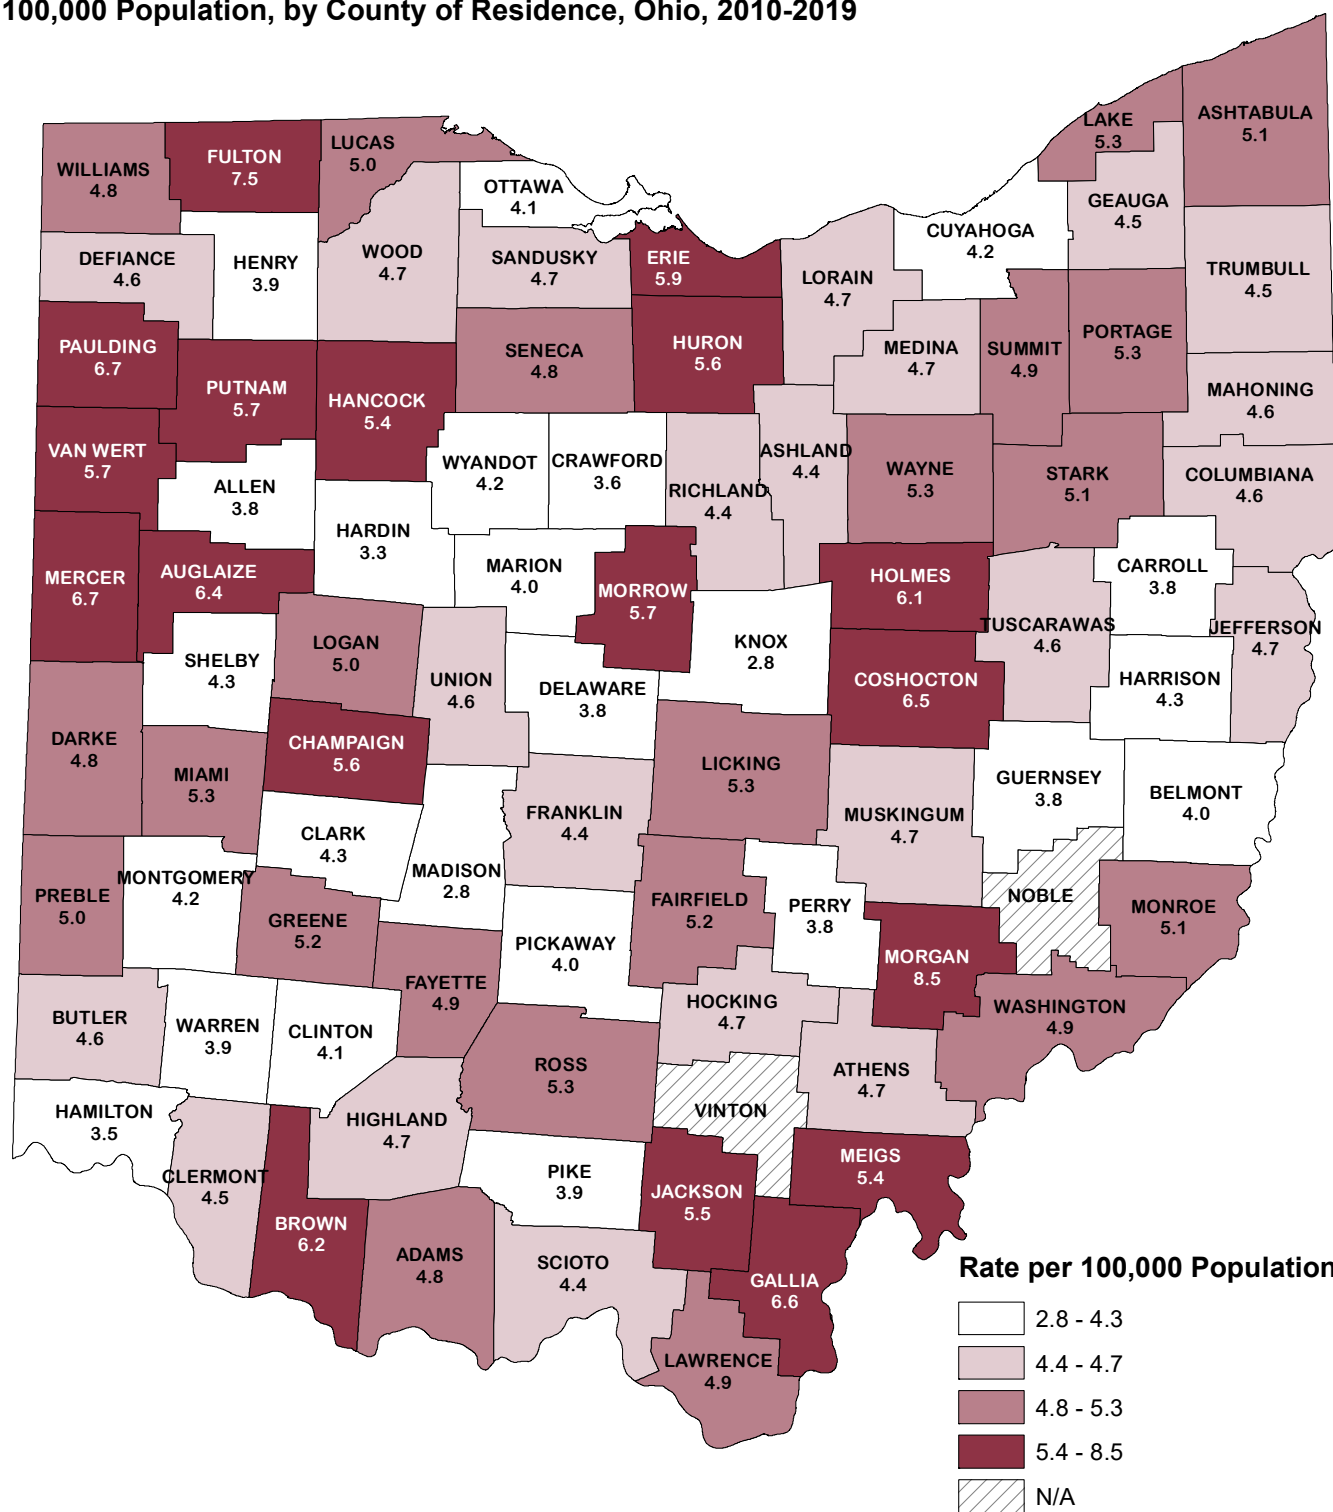 100,000 Population, by County of Residence, Ohio, 2010-2019
ASHTABULA
5.1
LAKE
5.3
LUCAS
5.0
FULTON
7.5
WILLIAMS
4.8
OTTAWA
4.1
GEAUGA
4.5
CUYAHOGA
4.2
WOOD
4.7
DEFIANCE
4.6
HENRY
3.9
SANDUSKY
4.7
ERIE
5.9
LORAIN
4.7
TRUMBULL
4.5
PAULDING
6.7
PUTNAM
5.7
HANCOCK
5.4
SENECA
4.8
HURON
5.6
MEDINA
4.7
SUMMIT
4.9
PORTAGE
5.3
MAHONING
4.6
VAN WERT
5.7
ALLEN
3.8
WYANDOT
4.2
CRAWFORD
3.6
RICHLAND
4.4
ASHLAND
4.4
WAYNE
5.3
STARK
5.1
COLUMBIANA
4.6
HARDIN
3.3
MERCER
6.7
AUGLAIZE
6.4
MARION
4.0
MORROW
5.7
HOLMES
6.1
CARROLL
3.8
TUSCARAWAS
4.6
JEFFERSON
4.7
SHELBY
4.3
LOGAN
5.0
UNION
4.6
DELAWARE
3.8
KNOX
2.8
COSHOCTON
6.5
HARRISON
4.3
DARKE
4.8
MIAMI
5.3
CHAMPAIGN
5.6
LICKING
5.3
GUERNSEY
3.8
BELMONT
4.0
FRANKLIN
4.4
MUSKINGUM
4.7
CLARK
4.3
MADISON
2.8
PREBLE
5.0
MONTGOMERY
4.2
GREENE
5.2
FAIRFIELD
5.2
PERRY
3.8
NOBLE
MONROE
5.1
PICKAWAY
4.0
MORGAN
8.5
FAYETTE
4.9
HOCKING
4.7
WASHINGTON
4.9
BUTLER
4.6
WARREN
3.9
CLINTON
4.1
ROSS
5.3
ATHENS
4.7
HAMILTON
3.5
HIGHLAND
4.7
VINTON
CLERMONT
4.5
PIKE
3.9
JACKSON
5.5
MEIGS
5.4
BROWN
6.2
ADAMS
4.8
SCIOTO
4.4
GALLIA
6.6
LAWRENCE
4.9
Rate per 100,000 Population
2.8 - 4.3
4.4 - 4.7
4.8 - 5.3
5.4 - 8.5
N/A